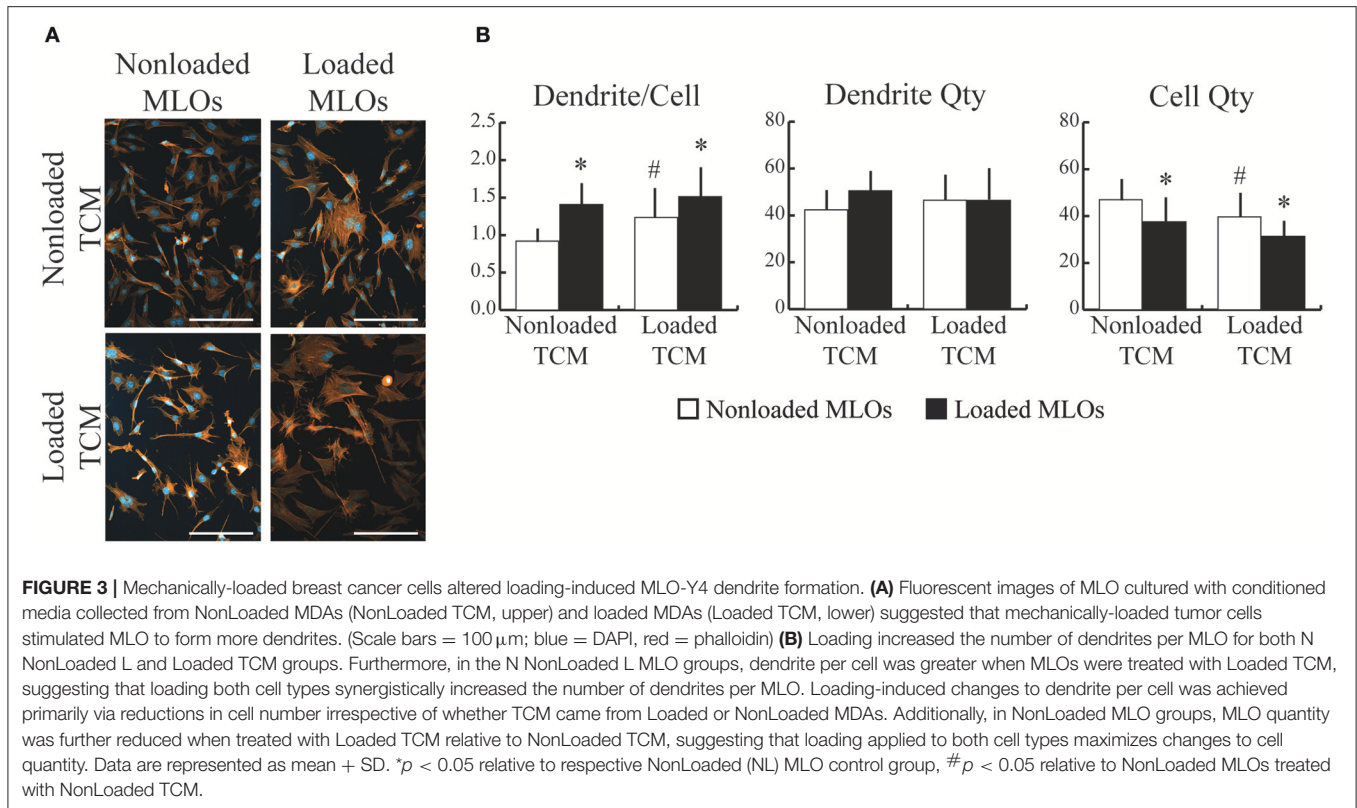 A
Nonloaded MLOs
Loaded MLOs
Nonloaded TCM
Loaded TCM
B
Dendrite/Cell
2.5
2.0
1.5
1.0
0.5
0.0
*
#
*
Nonloaded TCM
Loaded TCM
Dendrite Qty
80
60
40
20
0
Nonloaded TCM
Loaded TCM
Cell Qty
80
60
40
20
0
*
#
*
Nonloaded TCM
Loaded TCM
Nonloaded MLOs
Loaded MLOs
FIGURE 3 | Mechanically-loaded breast cancer cells altered loading-induced MLO-Y4 dendrite formation. (A) Fluorescent images of MLO cultured with conditioned
media collected from NonLoaded MDAs (NonLoaded TCM, upper) and loaded MDAs (Loaded TCM, lower) suggested that mechanically-loaded tumor cells
stimulated MLO to form more dendrites. (Scale bars = 100 μm; blue = DAPI, red = phalloidin) (B) Loading increased the number of dendrites per MLO for both N
NonLoaded L and Loaded TCM groups. Furthermore, in the N NonLoaded L MLO groups, dendrite per cell was greater when MLOs were treated with Loaded TCM,
suggesting that loading both cell types synergistically increased the number of dendrites per MLO. Loading-induced changes to dendrite per cell was achieved
primarily via reductions in cell number irrespective of whether TCM came from Loaded or NonLoaded MDAs. Additionally, in NonLoaded MLO groups, MLO quantity
was further reduced when treated with Loaded TCM relative to NonLoaded TCM, suggesting that loading applied to both cell types maximizes changes to cell
quantity. Data are represented as mean + SD. *p < 0.05 relative to respective NonLoaded (NL) MLO control group, #p < 0.05 relative to NonLoaded MLOs treated
with NonLoaded TCM.